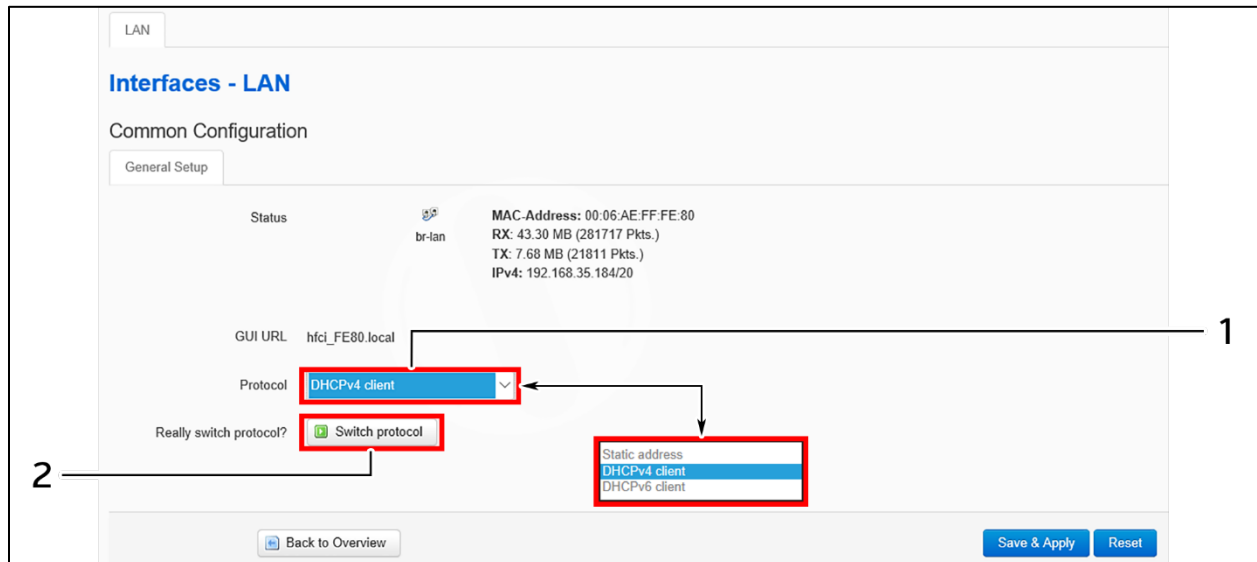 LAN
Interfaces - LAN
Common Configuration
General Setup
Status
br-lan
MAC-Address: 00:06:AE:FF:FE:80
RX: 43.30 MB (281717 Pkts.)
TX: 7.68 MB (21811 Pkts.)
IPv4: 192.168.35.184/20
GUI URL hfci_FE80.local
1
Protocol DHCPv4 client
Really switch protocol? Switch protocol
2
Static address
DHCPv4 client
DHCPv6 client
Back to Overview Save & Apply Reset